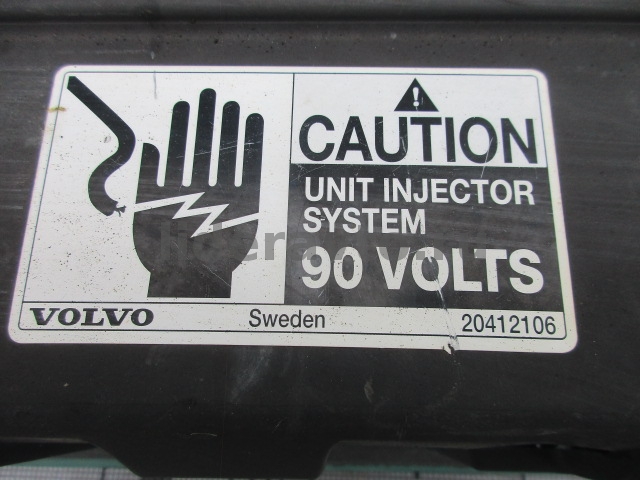 !
CAUTION
UNIT INJECTOR
SYSTEM
90 VOLTS
VOLVO Sweden 20412106